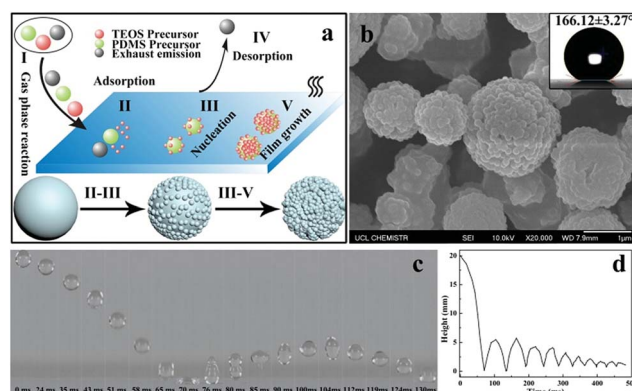 a
I
TEOS Precursor
PDMS Precursor
Exhaust emission
IV
Desorption
Adsorption
Gas phase reaction
II
III
V
Nucleation
Film growth
II-III
III-V
b
166.12±3.27°
UCL CHEMISTR SEI 10.0kV X20,000 WD 7.9mm 1μm
c
0 ms 24 ms 35 ms 43 ms 51 ms 58 ms 65 ms 70 ms 76 ms 80 ms 85 ms 90 ms 100ms 104ms 112ms 119ms 124ms 130ms
d
Height (mm)
20
15
10
5
0
0 100 200 300 400
Time (ms)